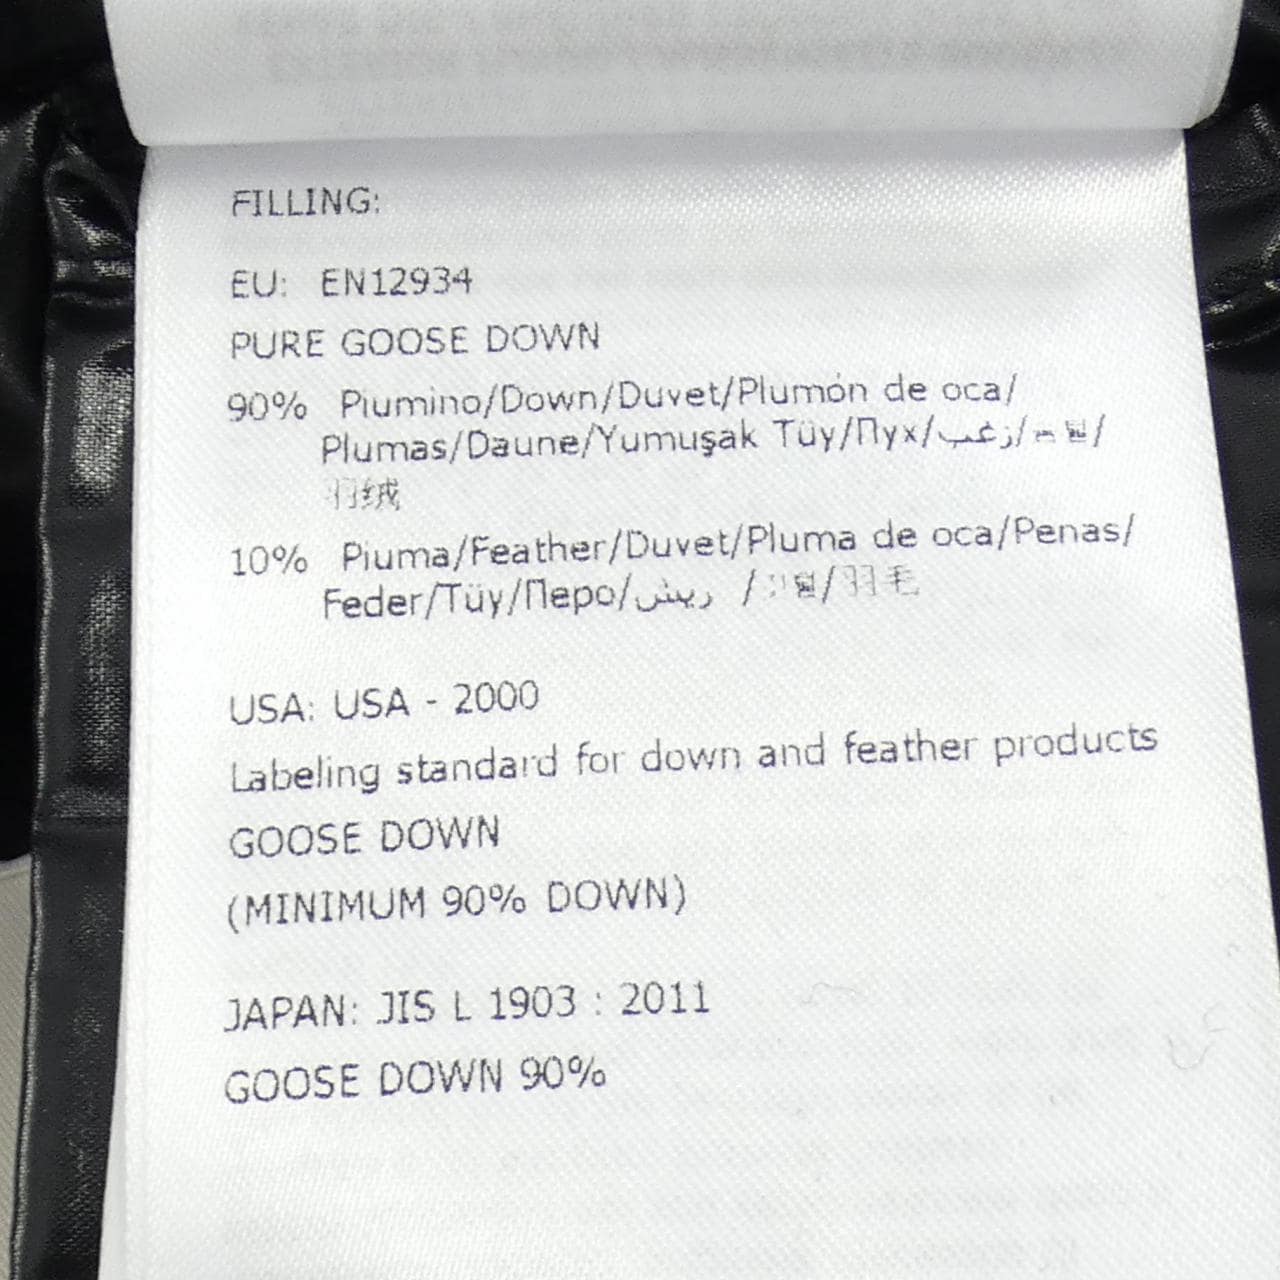 FILLING:
EU: EN12934
PURE GOOSE DOWN
90% Piumino/Down/Duvet/Plumón de oca/
Plumas/Daune/Yumuşak Tüy/Пух/زغب/
羽绒
10% Piuma/Feather/Duvet/Pluma de oca/Penas/
Feder/Tüy/Перо/ريش /羽毛
USA: USA - 2000
Labeling standard for down and feather products
GOOSE DOWN
(MINIMUM 90% DOWN)
JAPAN: JIS L 1903 : 2011
GOOSE DOWN 90%